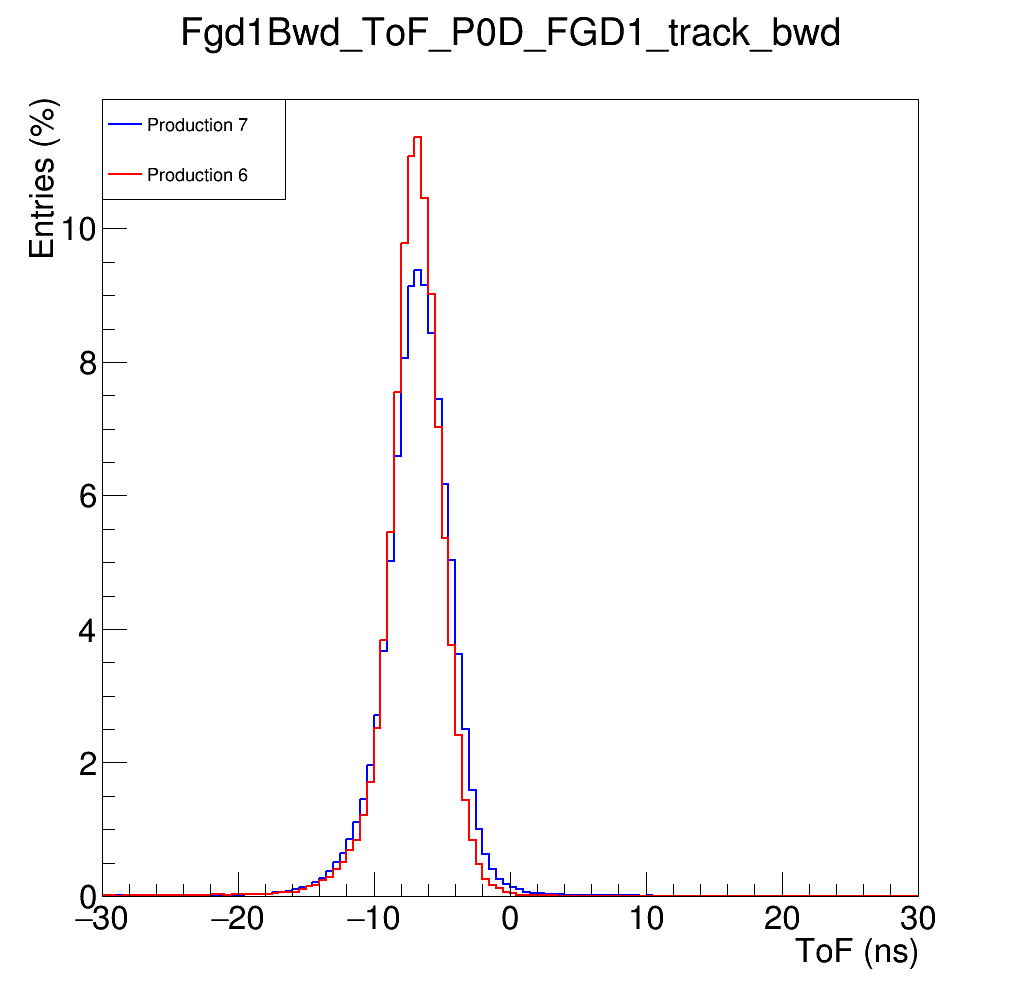 Fgd1Bwd_ToF_P0D_FGD1_track_bwd
Entries (%)
Production 7
Production 6
10
8
6
4
2
0
−30 −20 −10 0 10 20 30
ToF (ns)